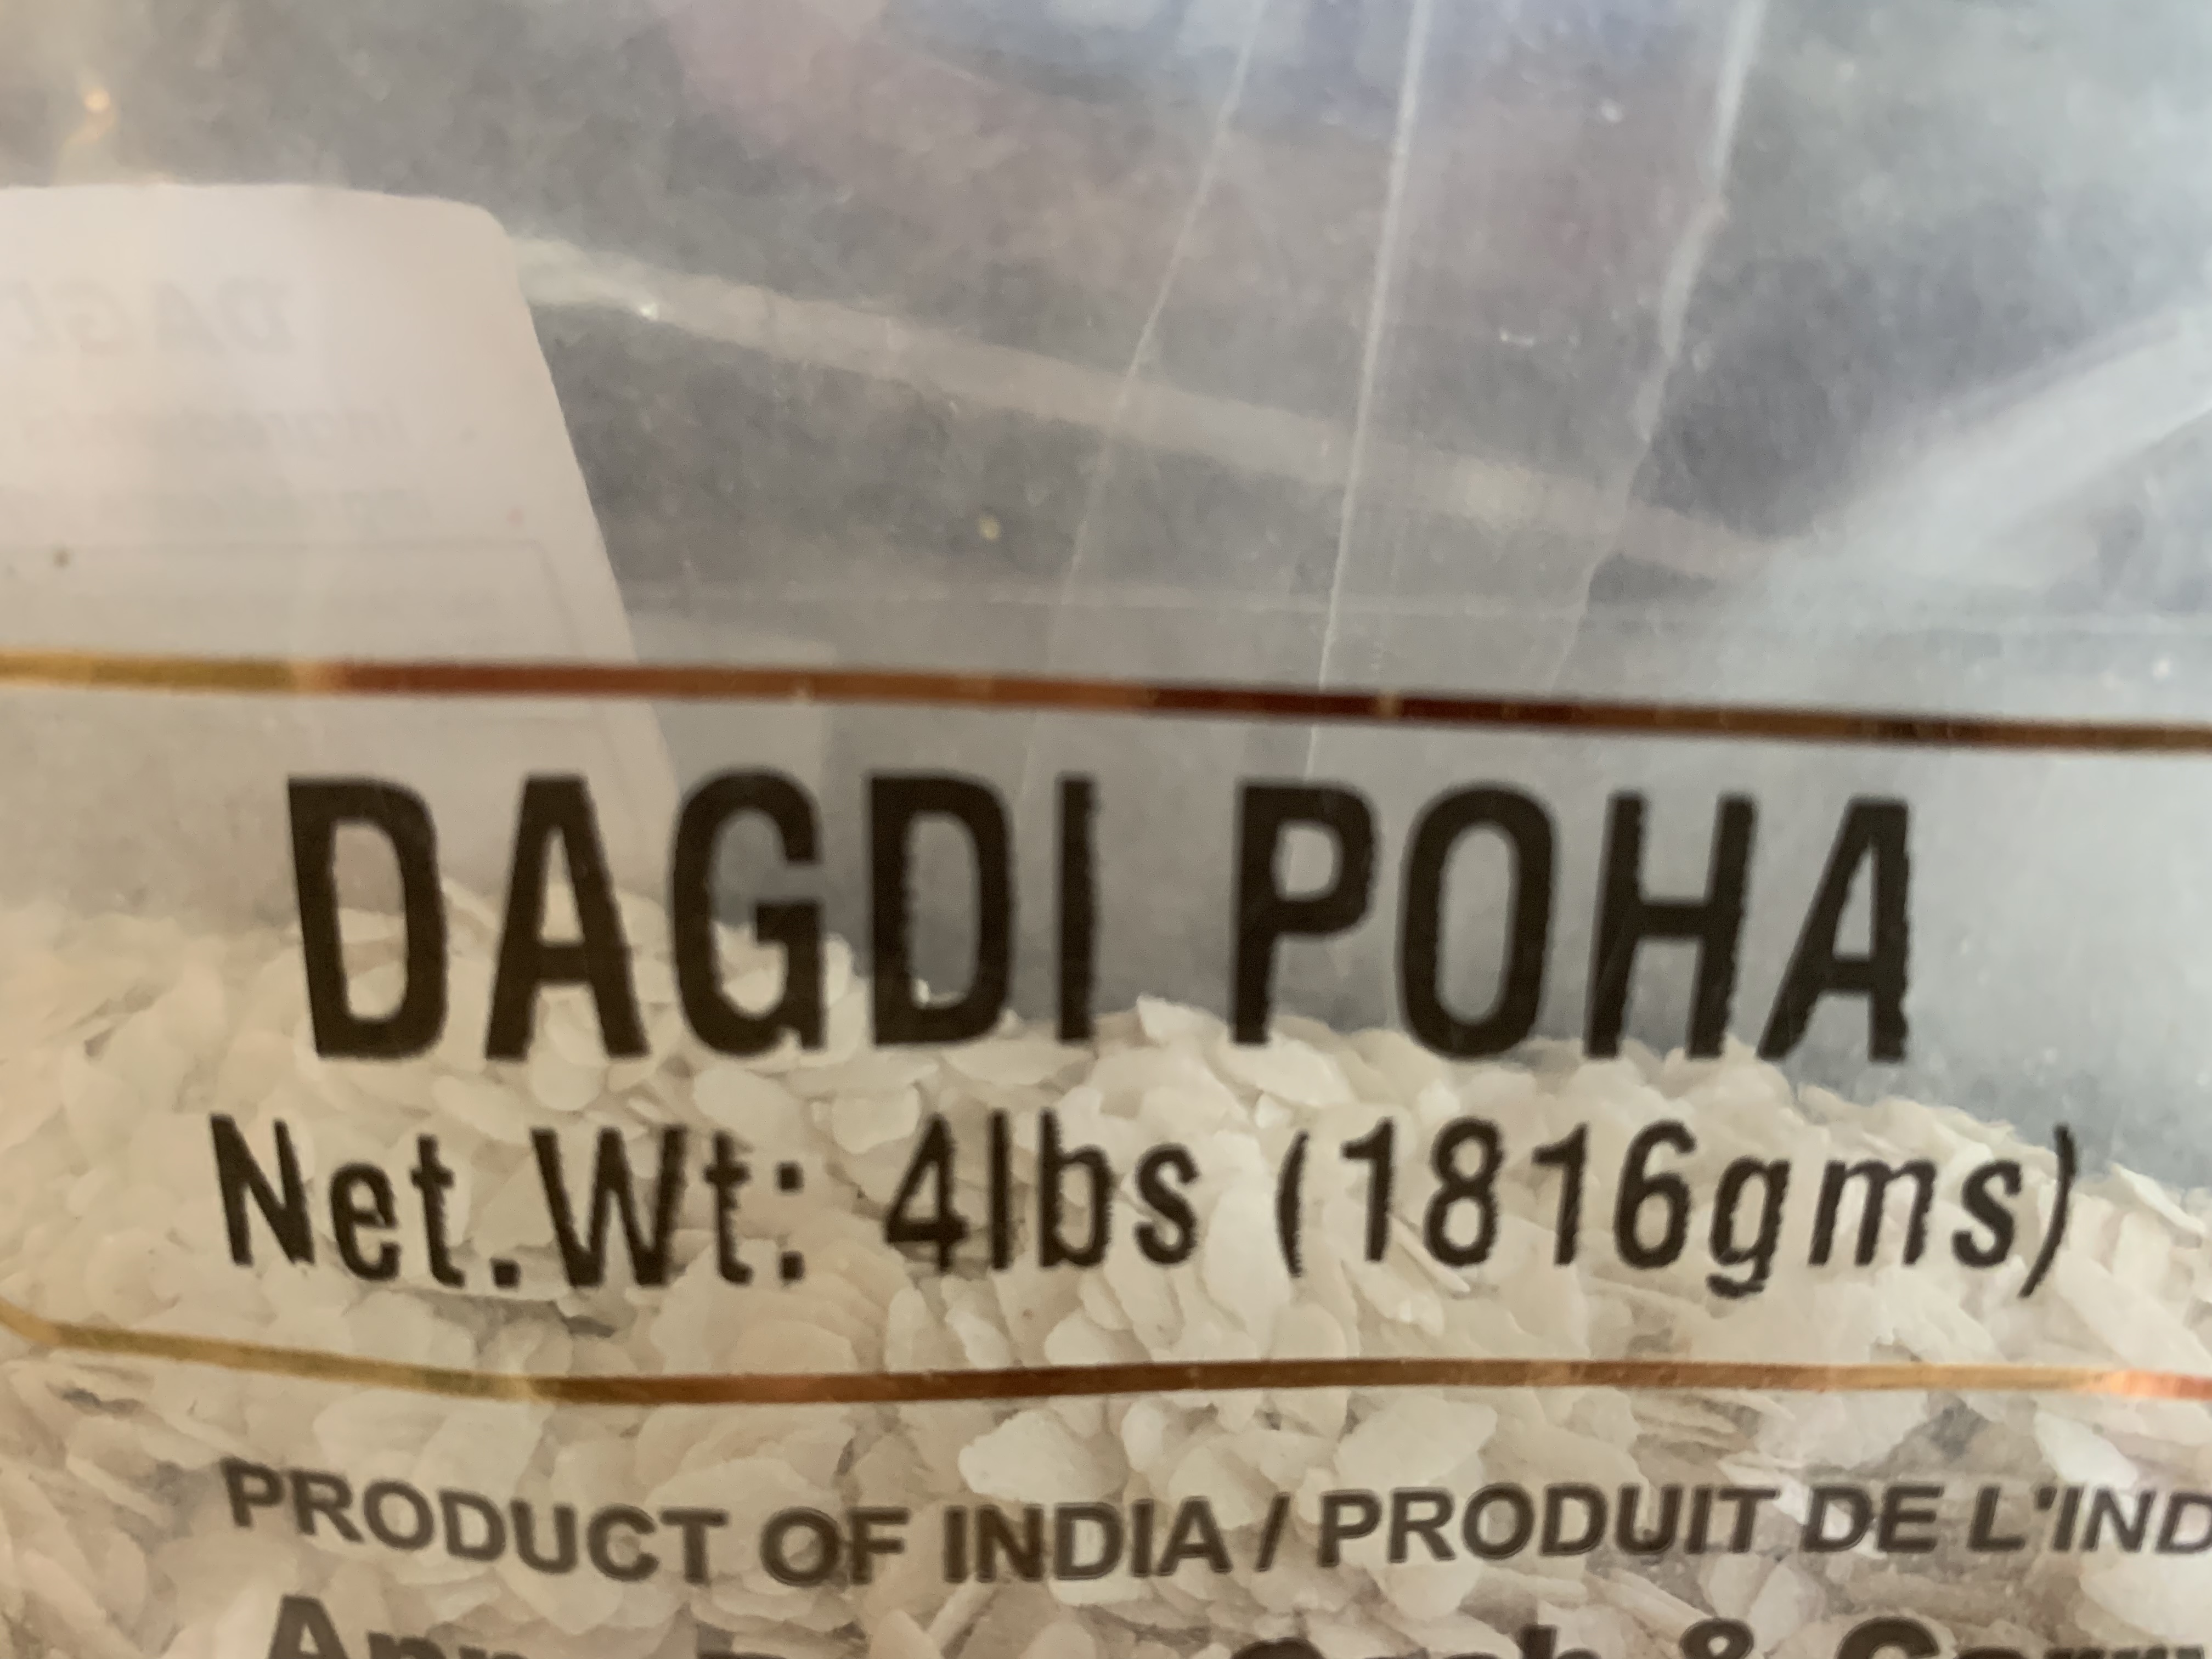 DAGDI POHA
Net.Wt: 4lbs (1816gms)
PRODUCT OF INDIA / PRODUIT DE L'IND